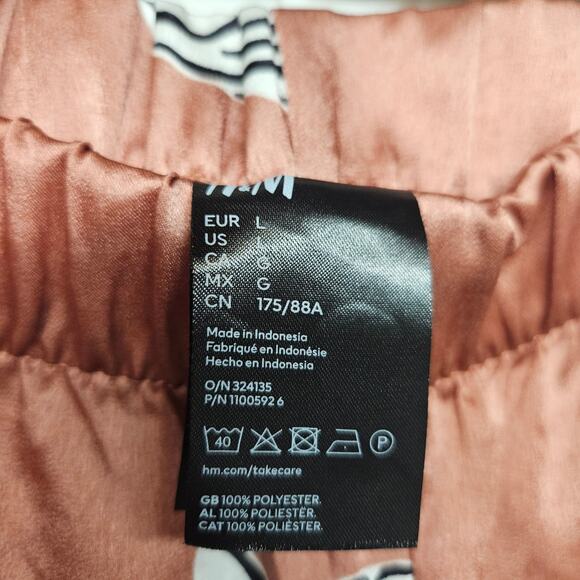 H&M
EUR L
US L
CA G
MX G
CN 175/88A
Made in Indonesia
Fabriqué en Indonésie
Hecho en Indonesia
O/N 324135
P/N 1100592 6
40
P
hm.com/takecare
GB 100% POLYESTER.
AL 100% POLIESTËR.
CAT 100% POLIÈSTER.